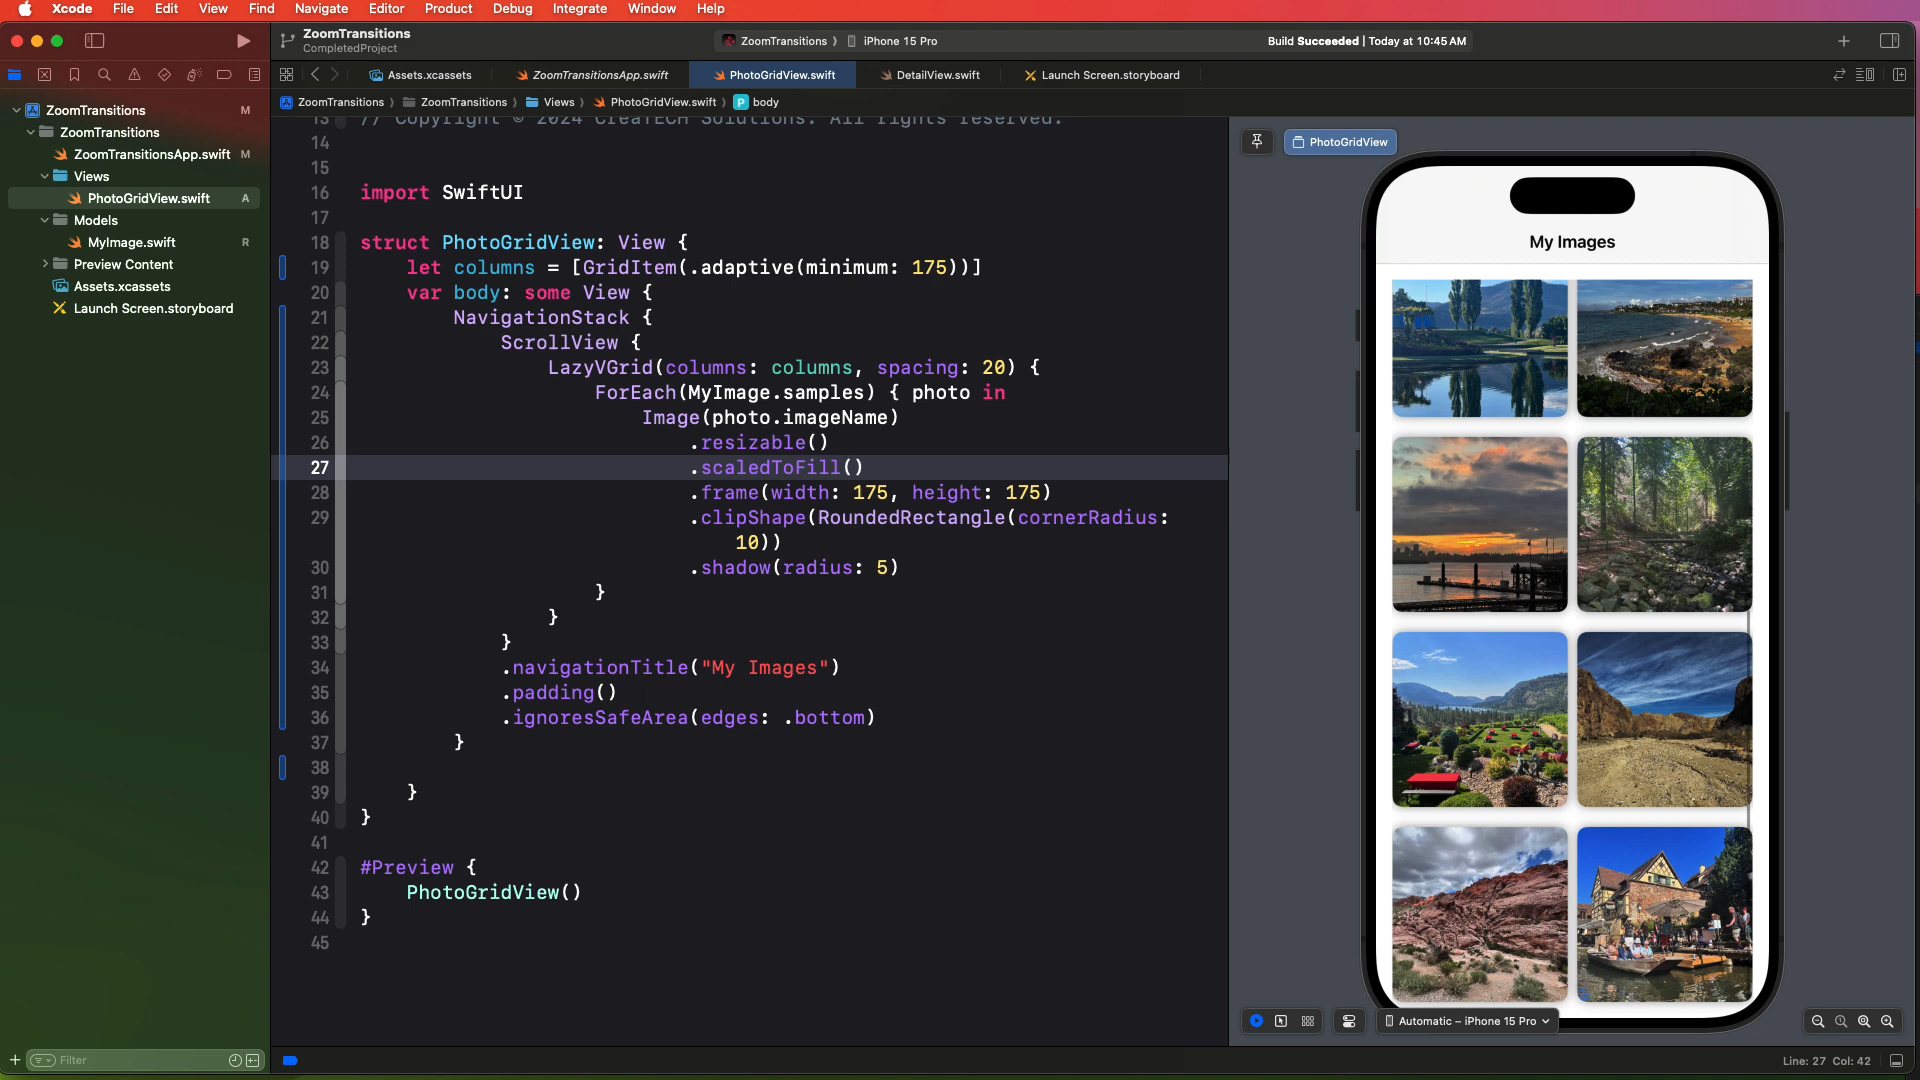 Xcode File Edit View Find Navigate Editor Product Debug Integrate Window Help
ZoomTransitions
CompletedProject
ZoomTransitions iPhone 15 Pro
Build Succeeded | Today at 10:45 AM
Assets.xcassets
ZoomTransitionsApp.swift
PhotoGridView.swift
DetailView.swift
Launch Screen.storyboard
ZoomTransitions ZoomTransitions Views PhotoGridView.swift P body
ZoomTransitions M
ZoomTransitions
ZoomTransitionsApp.swift M
Views
PhotoGridView.swift A
Models
MyImage.swift R
Preview Content
Assets.xcassets
Launch Screen.storyboard
Filter
13 // Copyright © 2024 CreaTECH Solutions. All rights reserved.
14
15
16 import SwiftUI
17
18 struct PhotoGridView: View {
19 let columns = [GridItem(.adaptive(minimum: 175))]
20 var body: some View {
21 NavigationStack {
22 ScrollView {
23 LazyVGrid(columns: columns, spacing: 20) {
24 ForEach(MyImage.samples) { photo in
25 Image(photo.imageName)
26 .resizable()
27 .scaledToFill()
28 .frame(width: 175, height: 175)
29 .clipShape(RoundedRectangle(cornerRadius:
10))
30 .shadow(radius: 5)
31 }
32 }
33 }
34 .navigationTitle("My Images")
35 .padding()
36 .ignoresSafeArea(edges: .bottom)
37 }
38
39 }
40 }
41
42 #Preview {
43 PhotoGridView()
44 }
45
PhotoGridView
My Images
Automatic – iPhone 15 Pro
Line: 27 Col: 42